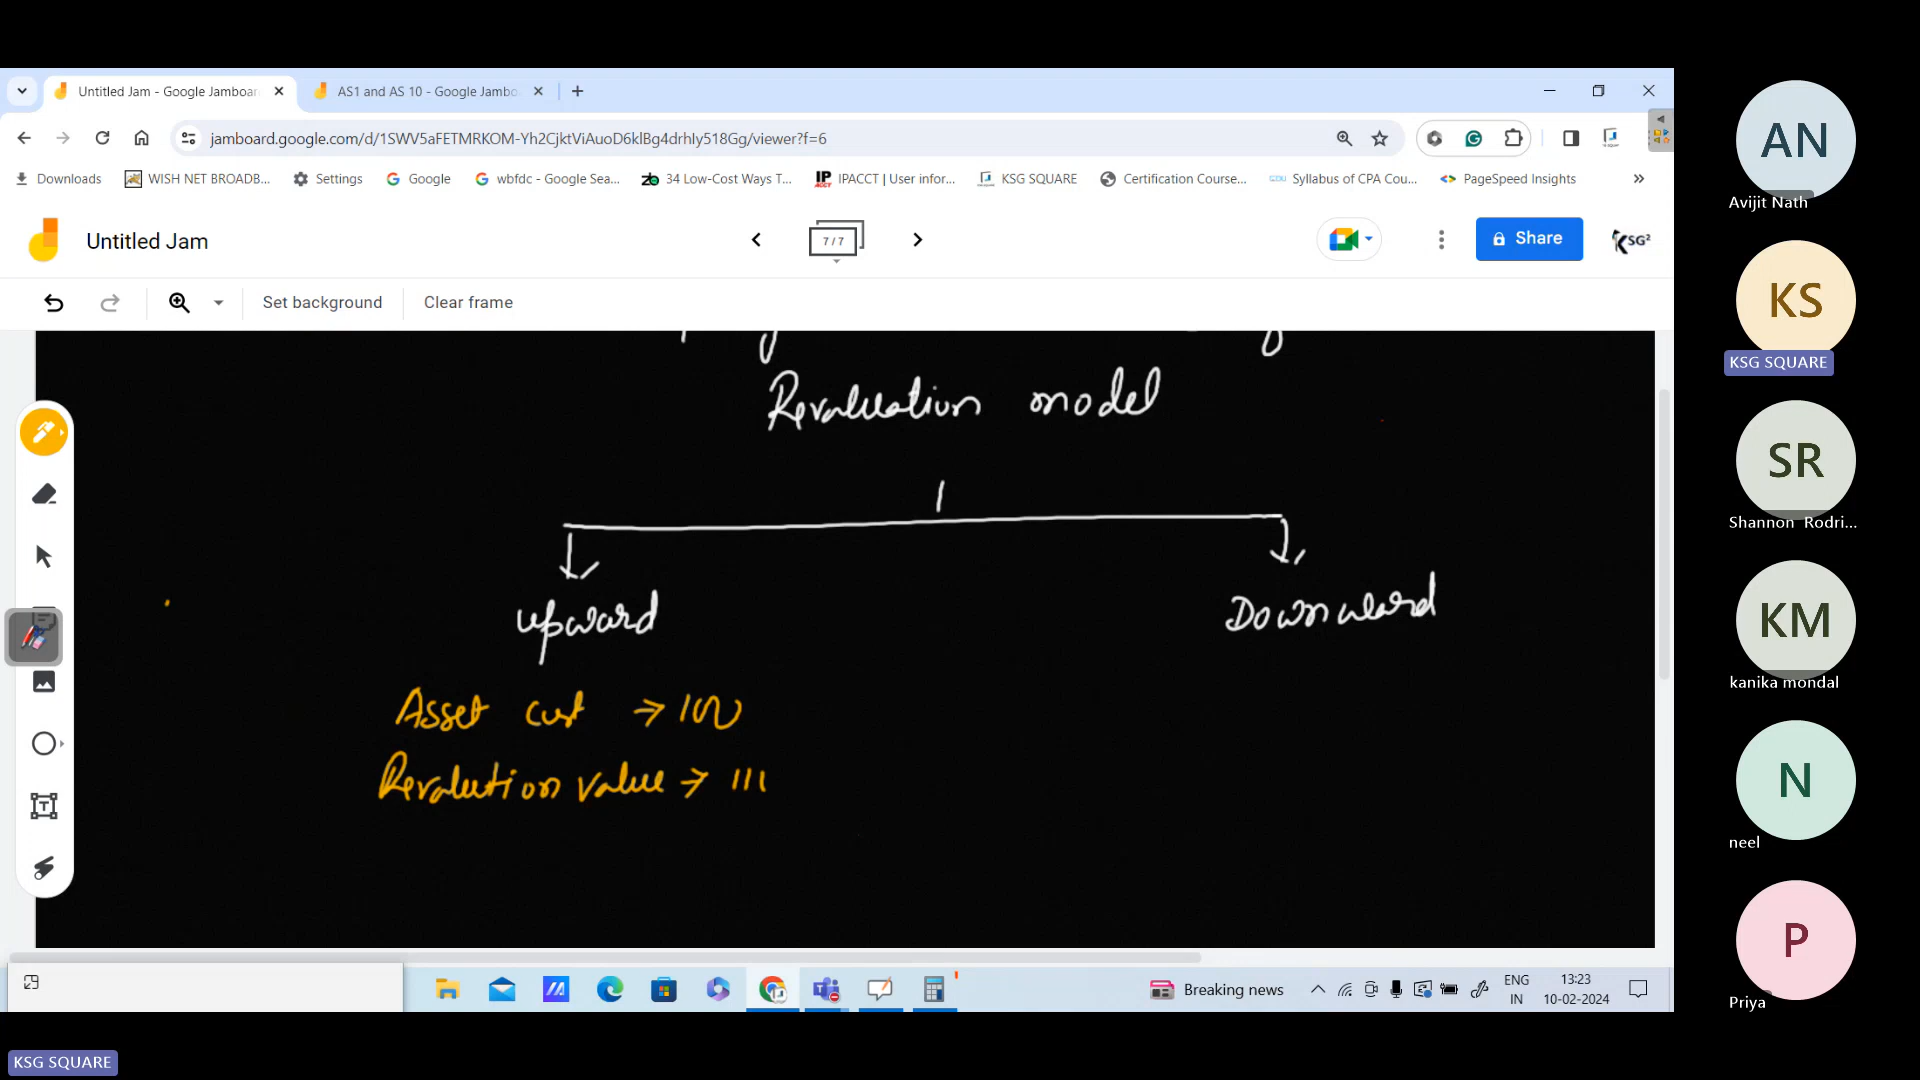 Untitled Jam - Google Jamboar
AS1 and AS 10 - Google Jambo
jamboard.google.com/d/1SWV5aFETMRKOM-Yh2CjktViAuoD6klBg4drhIy518Gg/viewer?f=6
Downloads
WISH NET BROADB...
Settings
Google
wbfdc - Google Sea...
34 Low-Cost Ways T...
IPACCT | User infor...
KSG SQUARE
Certification Course...
Syllabus of CPA Cou...
PageSpeed Insights
Untitled Jam
7 / 7
Share
KSG²
Set background
Clear frame
Revaluation model
upward
Downward
Asset cost → 100
Revalution value → 111
Breaking news
ENG
IN
13:23
10-02-2024
AN
Avijit Nath
KS
KSG SQUARE
SR
Shannon Rodri...
KM
kanika mondal
N
neel
P
Priya
KSG SQUARE